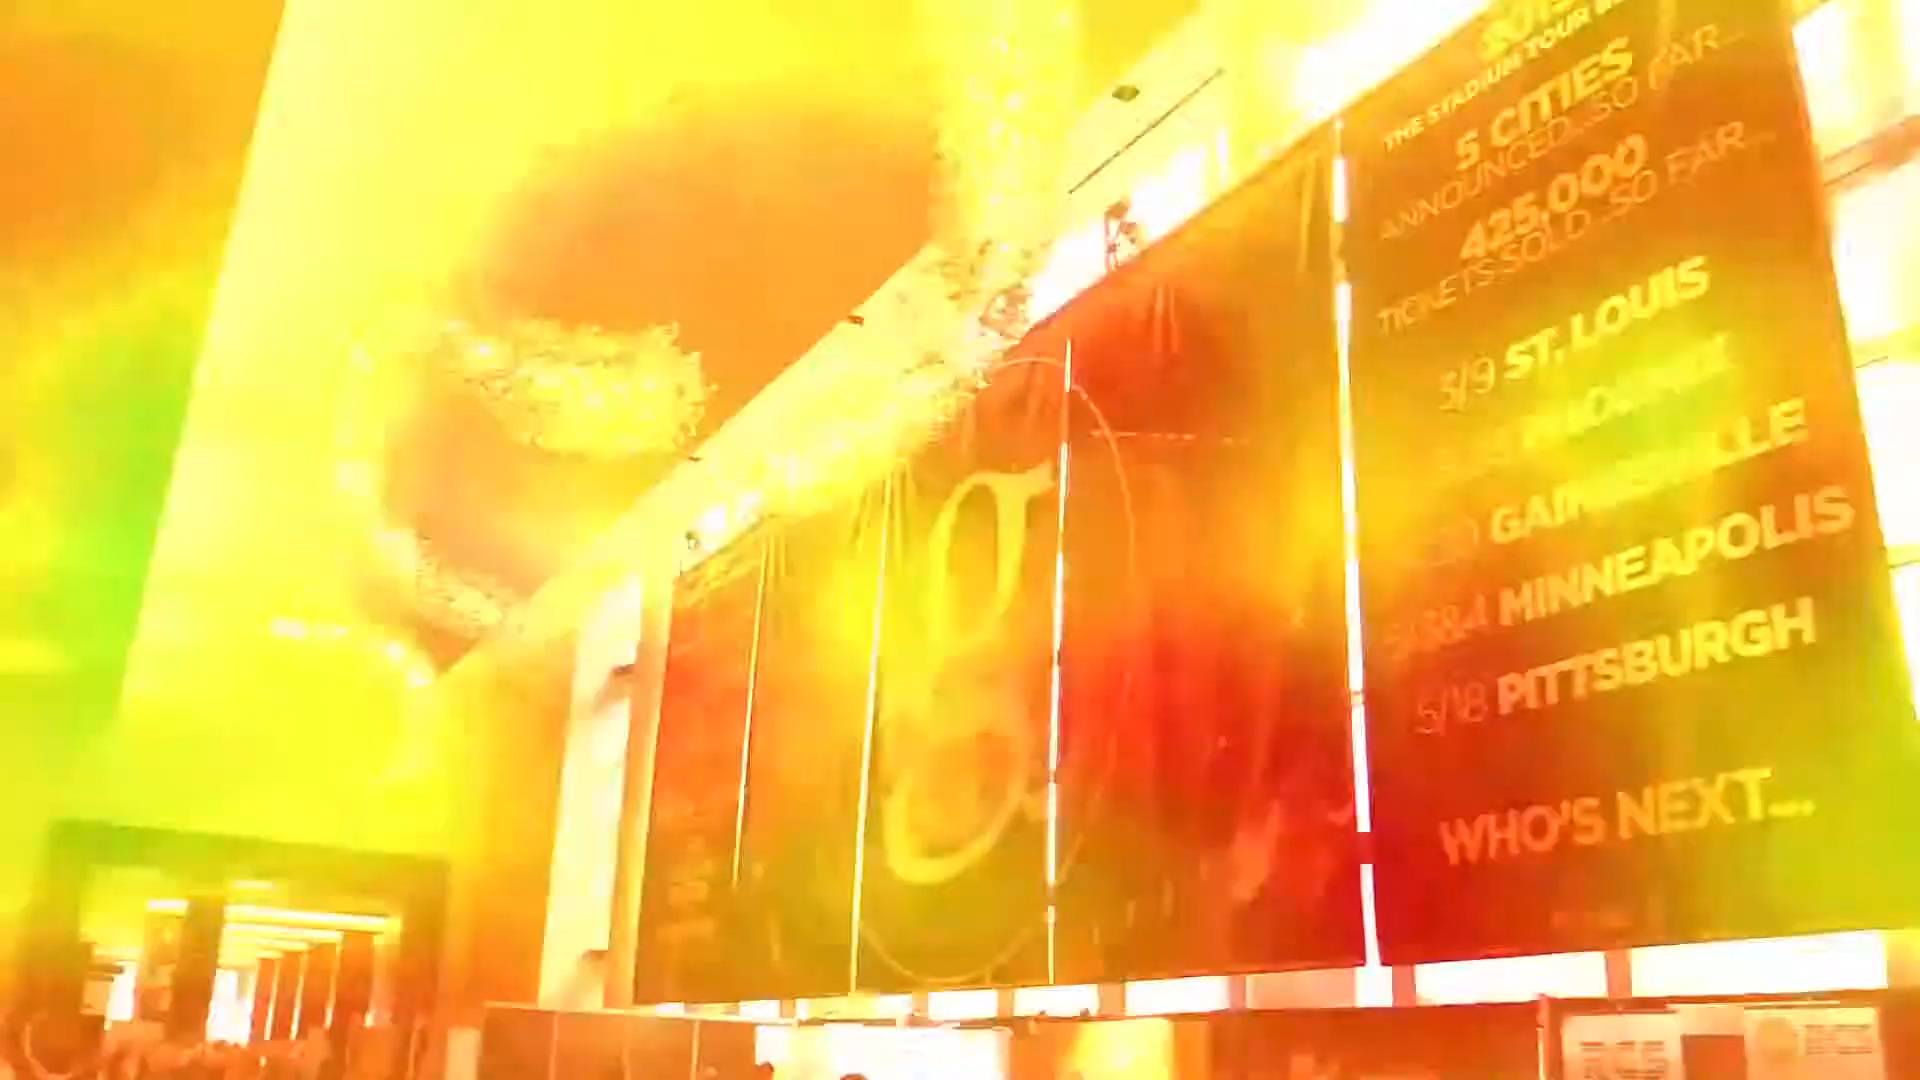 THE STADIUM TOUR
5 CITIES
ANNOUNCED...SO FAR...
425,000
TICKETS SOLD...SO FAR...
3/9 ST. LOUIS
GAINESVILLE
MINNEAPOLIS
5/18 PITTSBURGH
WHO'S NEXT...
g